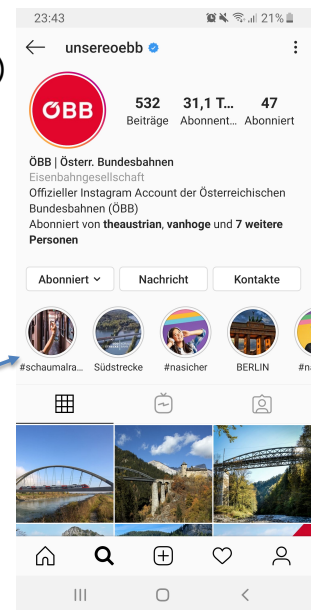 23:43 21%
)
unsereoebb
ÖBB
532 31,1 T... 47
Beiträge Abonnent... Abonniert
ÖBB | Österr. Bundesbahnen
Eisenbahngesellschaft
Offizieller Instagram Account der Österreichischen
Bundesbahnen (ÖBB)
Abonniert von theaustrian, vanhoge und 7 weitere
Personen
Abonniert Nachricht Kontakte
#schaumalra... Südstrecke #nasicher BERLIN #na